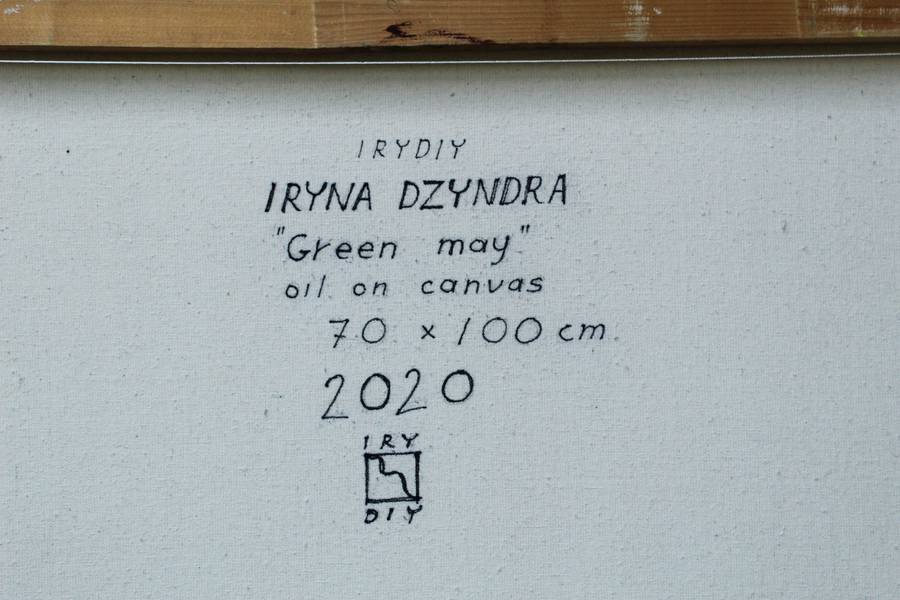 IRYDIY
IRYNA DZYNDRA
"Green may"
oil on canvas
70 x 100 cm.
2020
IRY
DIY